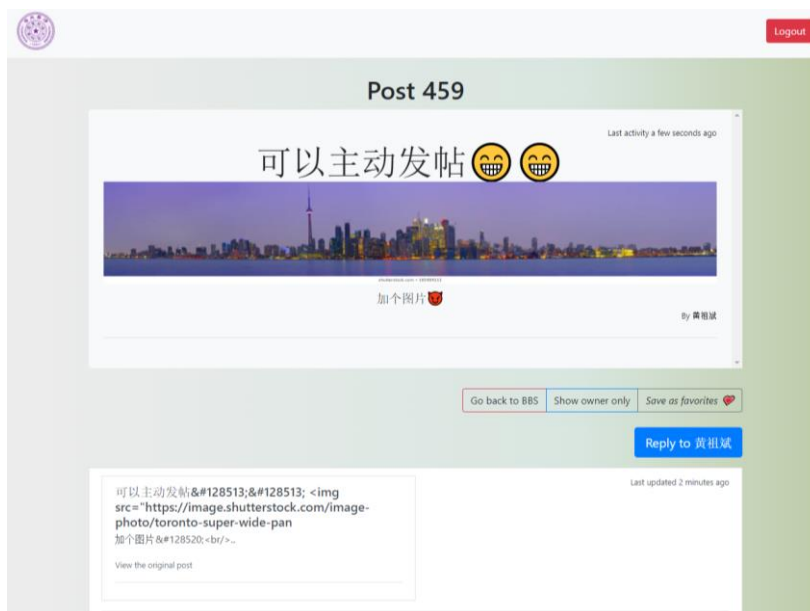 Logout
Post 459
Last activity a few seconds ago
可以主动发帖😁😁
加个图片😈
By 黄祖斌
Go back to BBS
Show owner only
Save as favorites 💝
Reply to 黄祖斌
Last updated 2 minutes ago
可以主动发帖&#128513;&#128513; <img
src="https://image.shutterstock.com/image-
photo/toronto-super-wide-pan
加个图片&#128520;<br/>..
View the original post